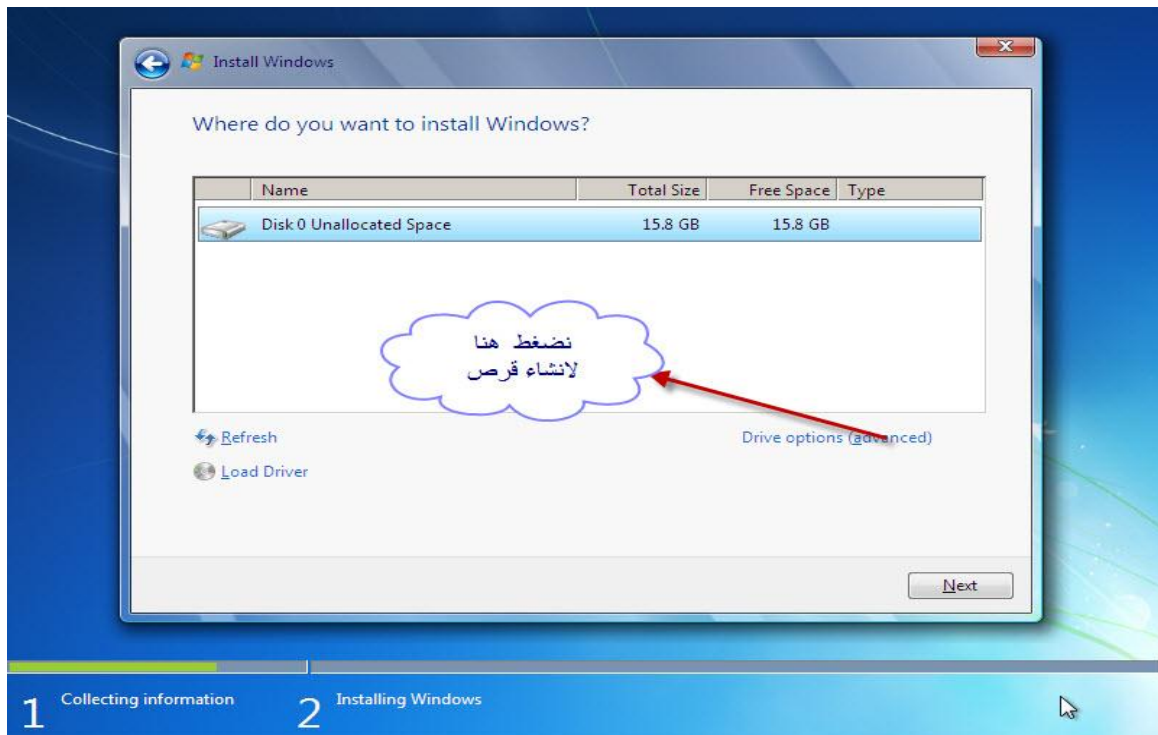 Install Windows
Where do you want to install Windows?
Name Total Size Free Space Type
Disk 0 Unallocated Space 15.8 GB 15.8 GB
نضغط هنا
لانشاء قرص
Refresh Drive options (advanced)
Load Driver
Next
1 Collecting information 2 Installing Windows